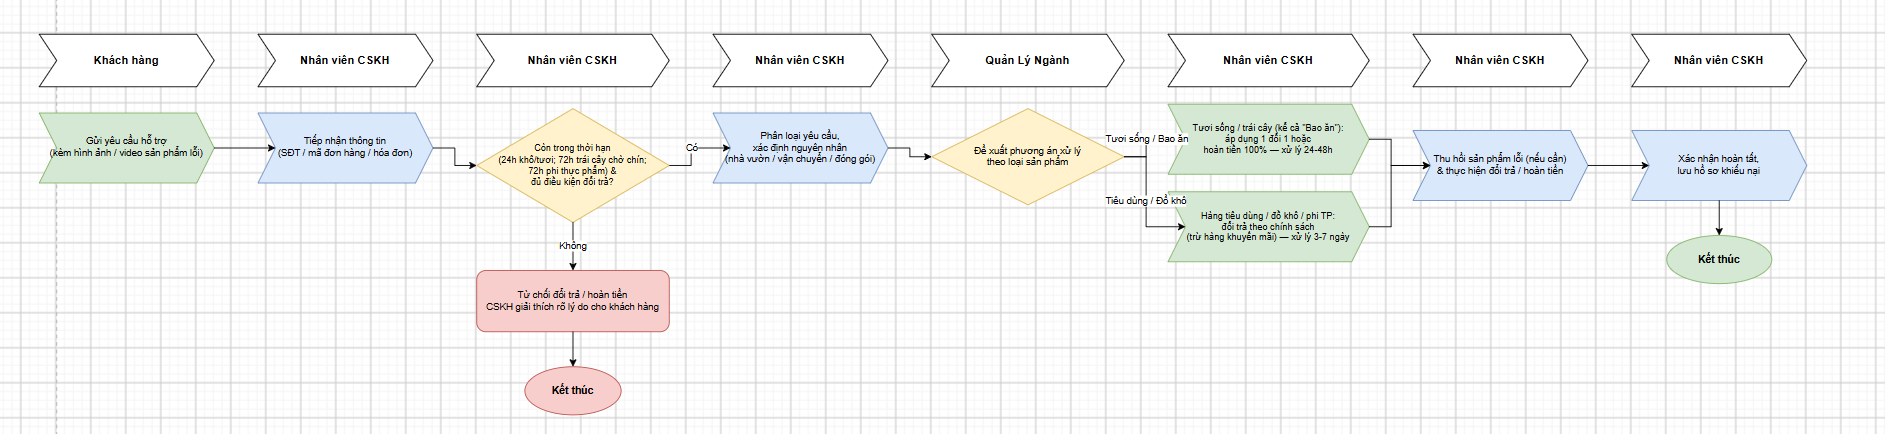 Khách hàng
Nhân viên CSKH
Nhân viên CSKH
Nhân viên CSKH
Quản Lý Ngành
Nhân viên CSKH
Nhân viên CSKH
Nhân viên CSKH
Gửi yêu cầu hỗ trợ
(kèm hình ảnh / video sản phẩm lỗi)
Tiếp nhận thông tin
(SĐT / mã đơn hàng / hóa đơn)
Còn trong thời hạn
(24h khô/tươi; 72h trái cây chờ chín;
72h phi thực phẩm) &
đủ điều kiện đổi trả?
Có
Phân loại yêu cầu,
xác định nguyên nhân
(nhà vườn / vận chuyển / đóng gói)
Đề xuất phương án xử lý
theo loại sản phẩm
Tươi sống / Bao ăn
Tươi sống / trái cây (kể cả "Bao ăn"):
áp dụng 1 đổi 1 hoặc
hoàn tiền 100% — xử lý 24-48h
Tiêu dùng / Đồ khô
Hàng tiêu dùng / đồ khô / phi TP:
đổi trả theo chính sách
(trừ hàng khuyến mãi) — xử lý 3-7 ngày
Thu hồi sản phẩm lỗi (nếu cần)
& thực hiện đổi trả / hoàn tiền
Xác nhận hoàn tất,
lưu hồ sơ khiếu nại
Kết thúc
Không
Từ chối đổi trả / hoàn tiền
CSKH giải thích rõ lý do cho khách hàng
Kết thúc